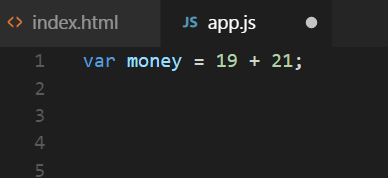 <> index.html JS app.js
1 var money = 19 + 21;
2
3
4
5